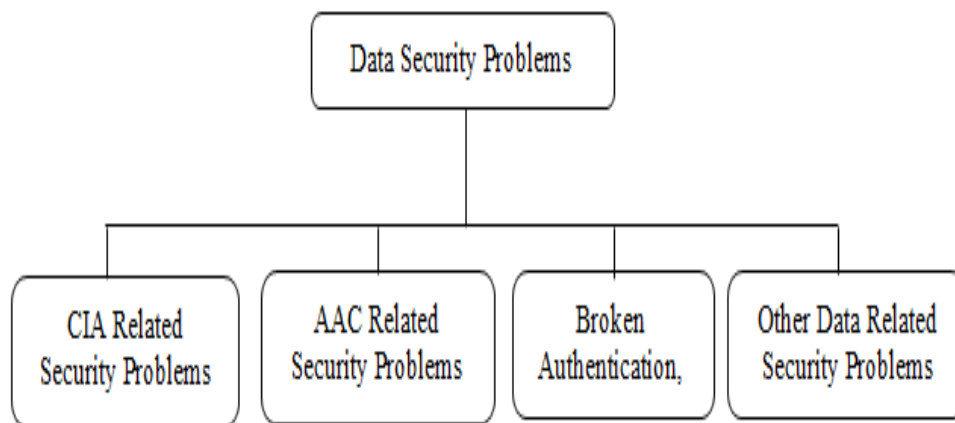 Data Security Problems
CIA Related
Security Problems
AAC Related
Security Problems
Broken
Authentication,
Other Data Related
Security Problems